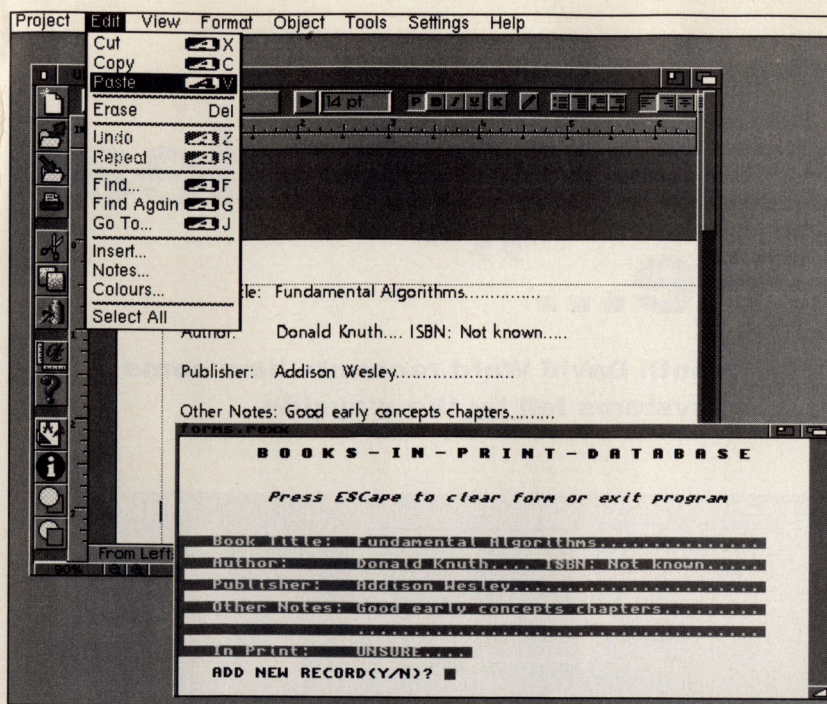 Project Edit View Format Object Tools Settings Help
Cut A X
Copy A C
Paste A V
Erase Del
Undo A Z
Repeat A R
Find... A F
Find Again A G
Go To... A J
Insert...
Notes...
Colours...
Select All
14 pt P B I U K
Fundamental Algorithms..............
Author: Donald Knuth.... ISBN: Not known.....
Publisher: Addison Wesley......................
Other Notes: Good early concepts chapters.........
From Left
90%
forms.rexx
BOOKS-IN-PRINT-DATABASE
Press ESCape to clear form or exit program
Book Title: Fundamental Algorithms................
Author: Donald Knuth.... ISBN: Not known.....
Publisher: Addison Wesley........................
Other Notes: Good early concepts chapters.........
......................................
In Print: UNSURE....
ADD NEW RECORD(Y/N)?